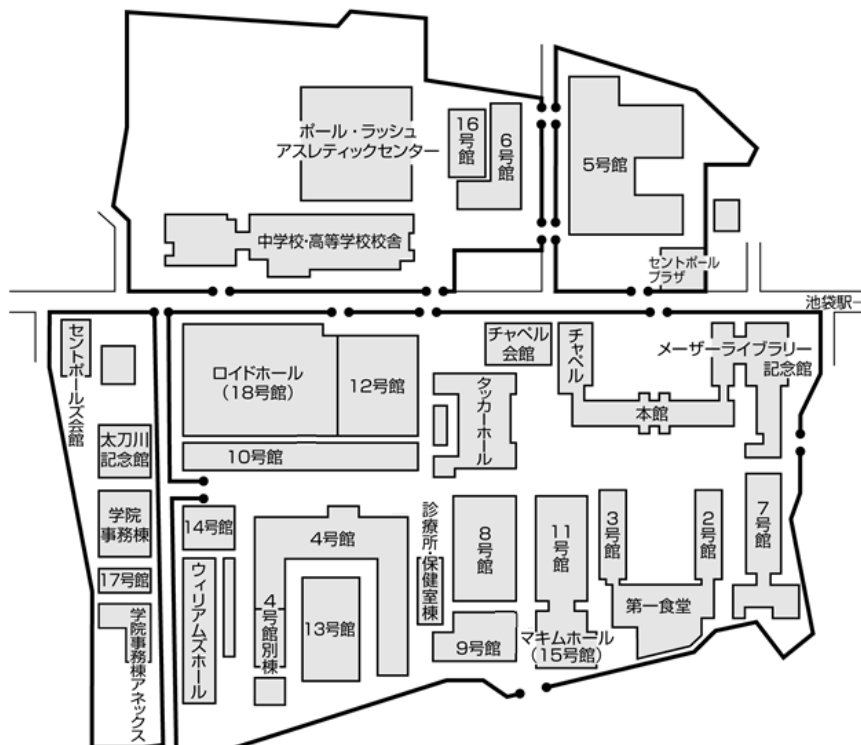 ポール・ラッシュ
アスレティックセンター
16号館
6号館
5号館
中学校・高等学校校舎
セントポール
プラザ
池袋駅
セントポールズ会館
ロイドホール
(18号館)
12号館
チャペル
会館
チャペル
メーザーライブラリー
記念館
本館
タッカーホール
太刀川
記念館
10号館
学院
事務棟
14号館
4号館
診療所・保健室棟
8号館
11号館
3号館
2号館
7号館
17号館
ウィリアムズホール
4号館別棟
13号館
第一食堂
学院事務棟アネックス
9号館
マキムホール
(15号館)